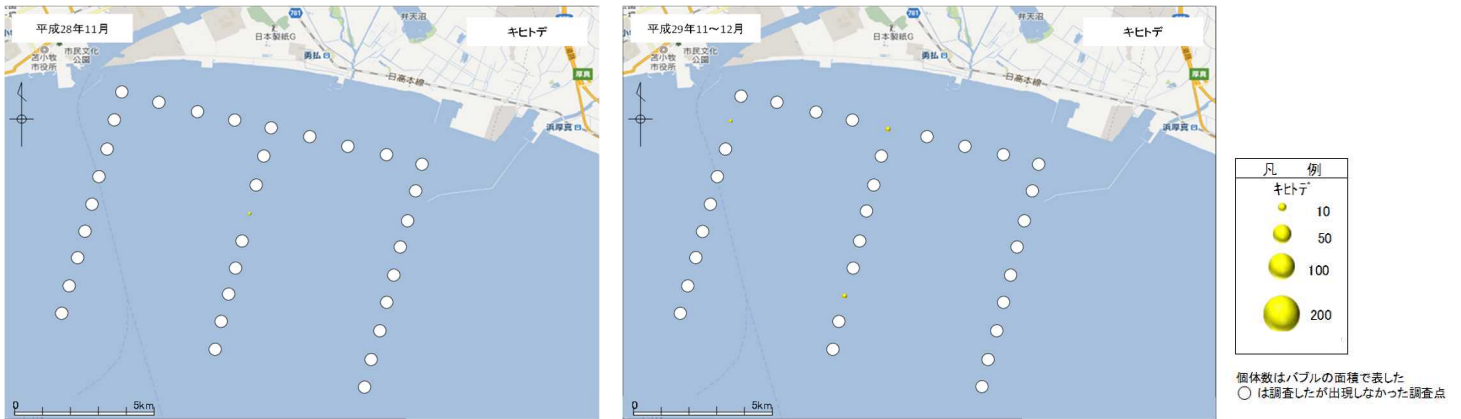 平成28年11月
キヒトデ
781
弁天沼
日本製紙G
市民文化
公園
苫小牧
市役所
勇払
日高本線
厚真
浜厚真
0
5km
平成29年11~12月
キヒトデ
781
弁天沼
日本製紙G
市民文化
公園
苫小牧
市役所
勇払
日高本線
厚真
浜厚真
0
5km
凡 例
キヒトデ
10
50
100
200
個体数はバブルの面積で表した
○ は調査したが出現しなかった調査点